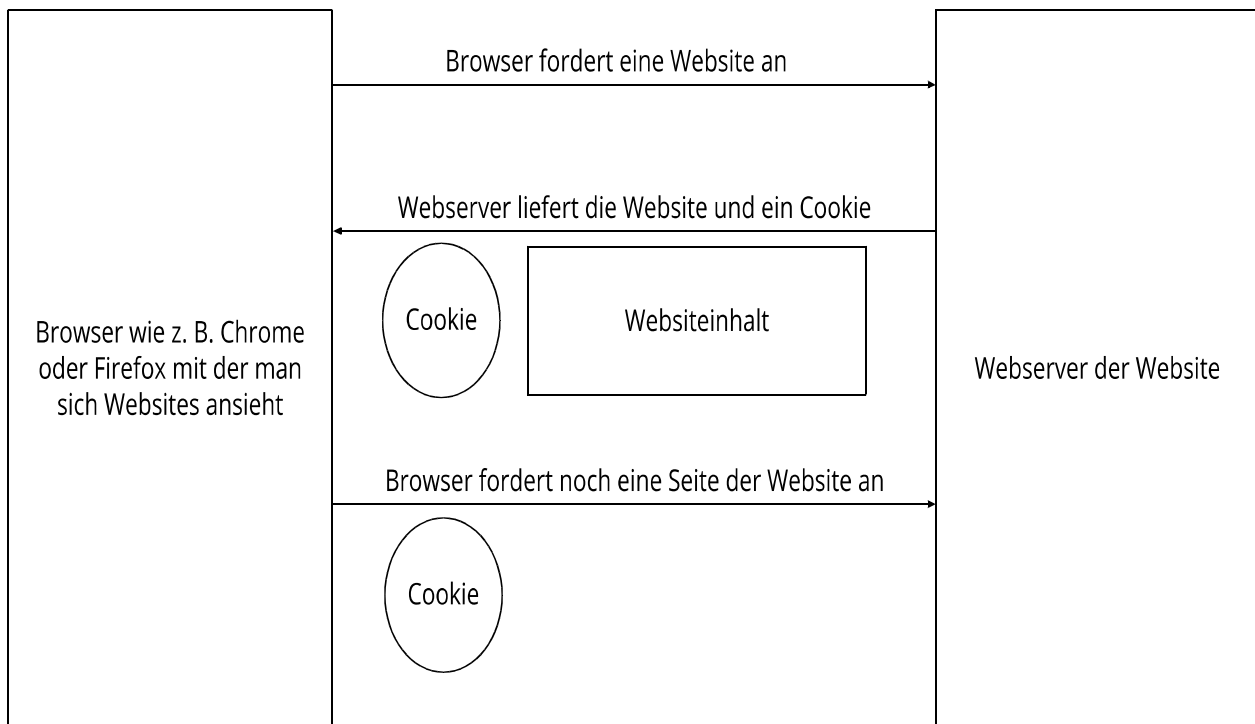 Browser fordert eine Website an
Webserver liefert die Website und ein Cookie
Cookie
Websiteinhalt
Browser wie z. B. Chrome
oder Firefox mit der man
sich Websites ansieht
Webserver der Website
Browser fordert noch eine Seite der Website an
Cookie